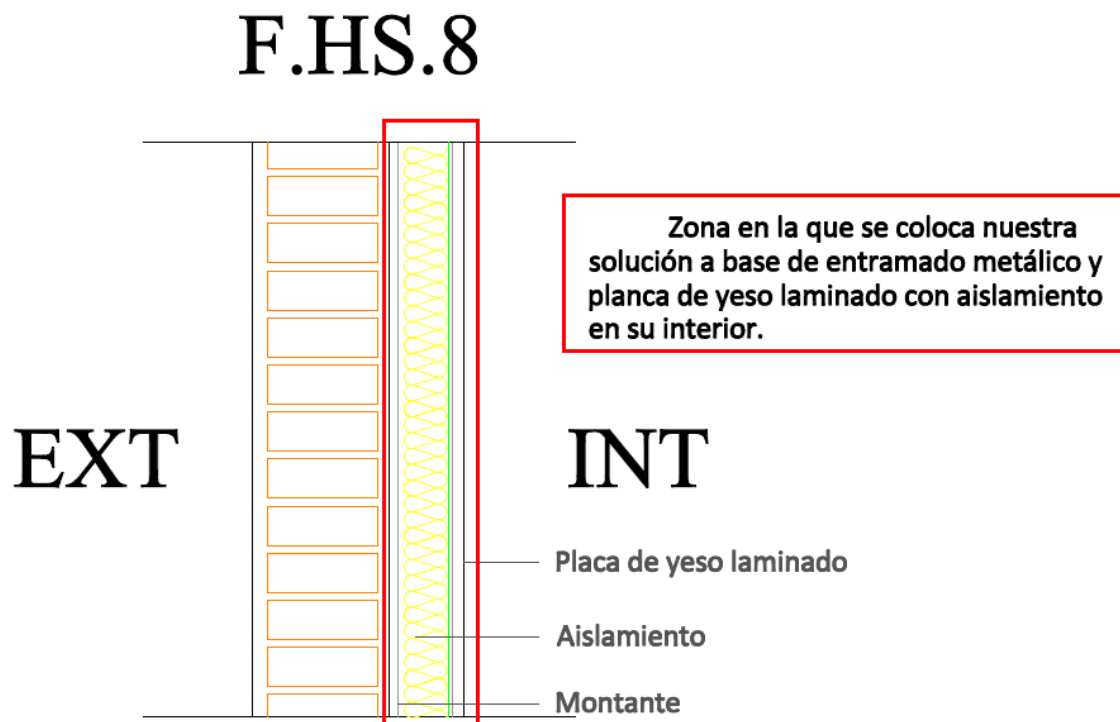 F.HS.8
Zona en la que se coloca nuestra
solución a base de entramado metálico y
planca de yeso laminado con aislamiento
en su interior.
EXT
INT
Placa de yeso laminado
Aislamiento
Montante